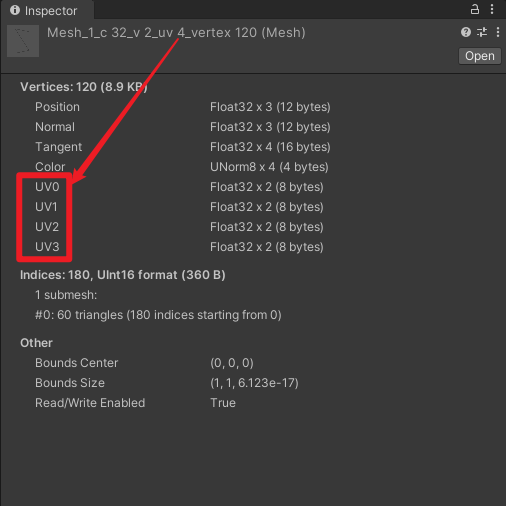 Inspector
Mesh_1_c 32_v 2_uv 4_vertex 120 (Mesh)
Open
Vertices: 120 (8.9 KB)
Position Float32 x 3 (12 bytes)
Normal Float32 x 3 (12 bytes)
Tangent Float32 x 4 (16 bytes)
Color UNorm8 x 4 (4 bytes)
UV0 Float32 x 2 (8 bytes)
UV1 Float32 x 2 (8 bytes)
UV2 Float32 x 2 (8 bytes)
UV3 Float32 x 2 (8 bytes)
Indices: 180, UInt16 format (360 B)
1 submesh:
#0: 60 triangles (180 indices starting from 0)
Other
Bounds Center (0, 0, 0)
Bounds Size (1, 1, 6.123e-17)
Read/Write Enabled True